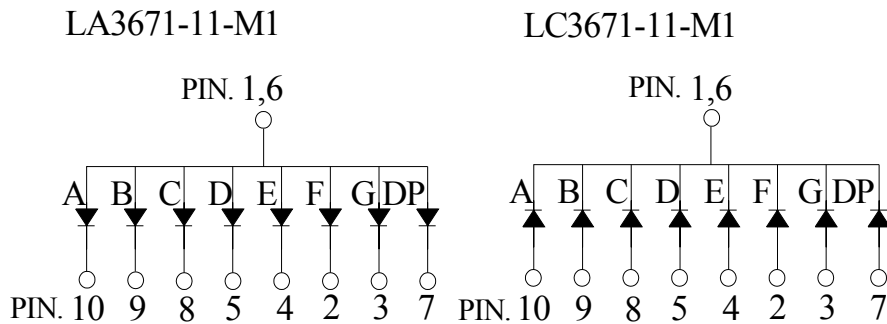 LA3671-11-M1
PIN. 1,6
A B C D E F G DP
PIN. 10 9 8 5 4 2 3 7
LC3671-11-M1
PIN. 1,6
A B C D E F G DP
PIN. 10 9 8 5 4 2 3 7